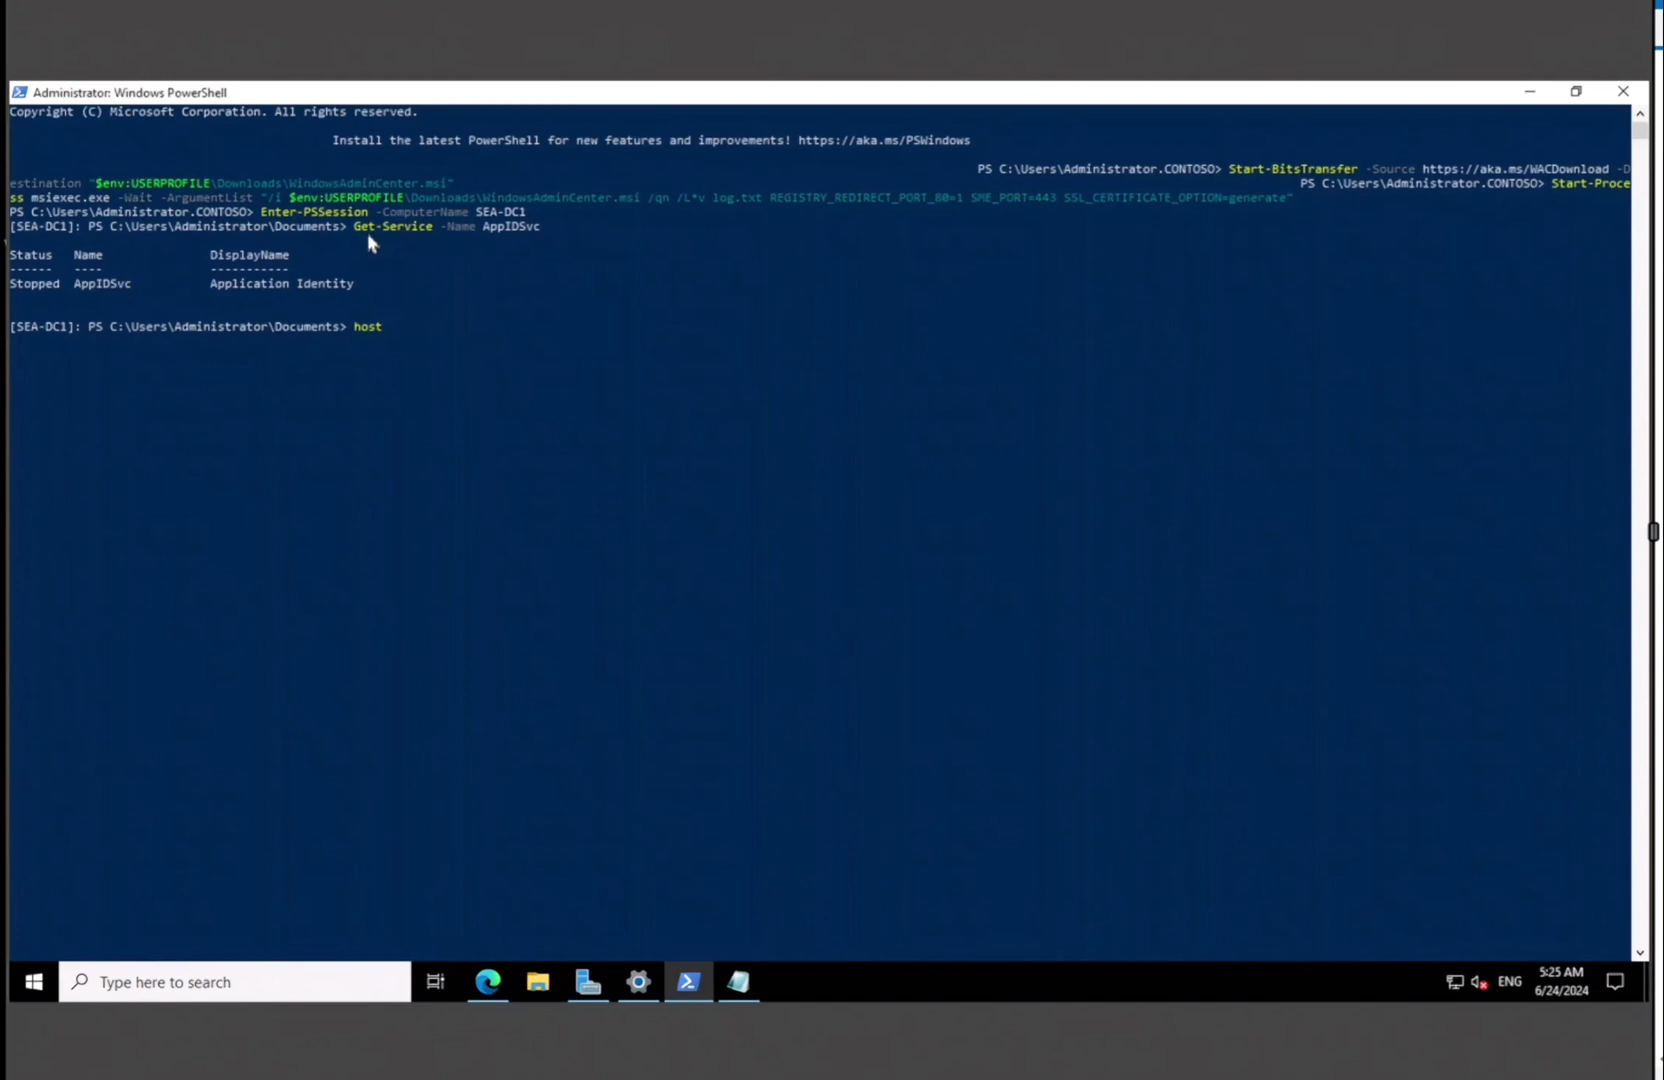 Administrator: Windows PowerShell
Copyright (C) Microsoft Corporation. All rights reserved.
Install the latest PowerShell for new features and improvements! https://aka.ms/PSWindows
PS C:\Users\Administrator.CONTOSO> Start-BitsTransfer -Source https://aka.ms/WACDownload -D
estination "$env:USERPROFILE\Downloads\WindowsAdminCenter.msi"
PS C:\Users\Administrator.CONTOSO> Start-Proce
ss msiexec.exe -Wait -ArgumentList "/i $env:USERPROFILE\Downloads\WindowsAdminCenter.msi /qn /L*v log.txt REGISTRY_REDIRECT_PORT_80=1 SME_PORT=443 SSL_CERTIFICATE_OPTION=generate"
PS C:\Users\Administrator.CONTOSO> Enter-PSSession -ComputerName SEA-DC1
[SEA-DC1]: PS C:\Users\Administrator\Documents> Get-Service -Name AppIDSvc
Status Name DisplayName
------ ---- -----------
Stopped AppIDSvc Application Identity
[SEA-DC1]: PS C:\Users\Administrator\Documents> host
Type here to search
ENG
5:25 AM
6/24/2024